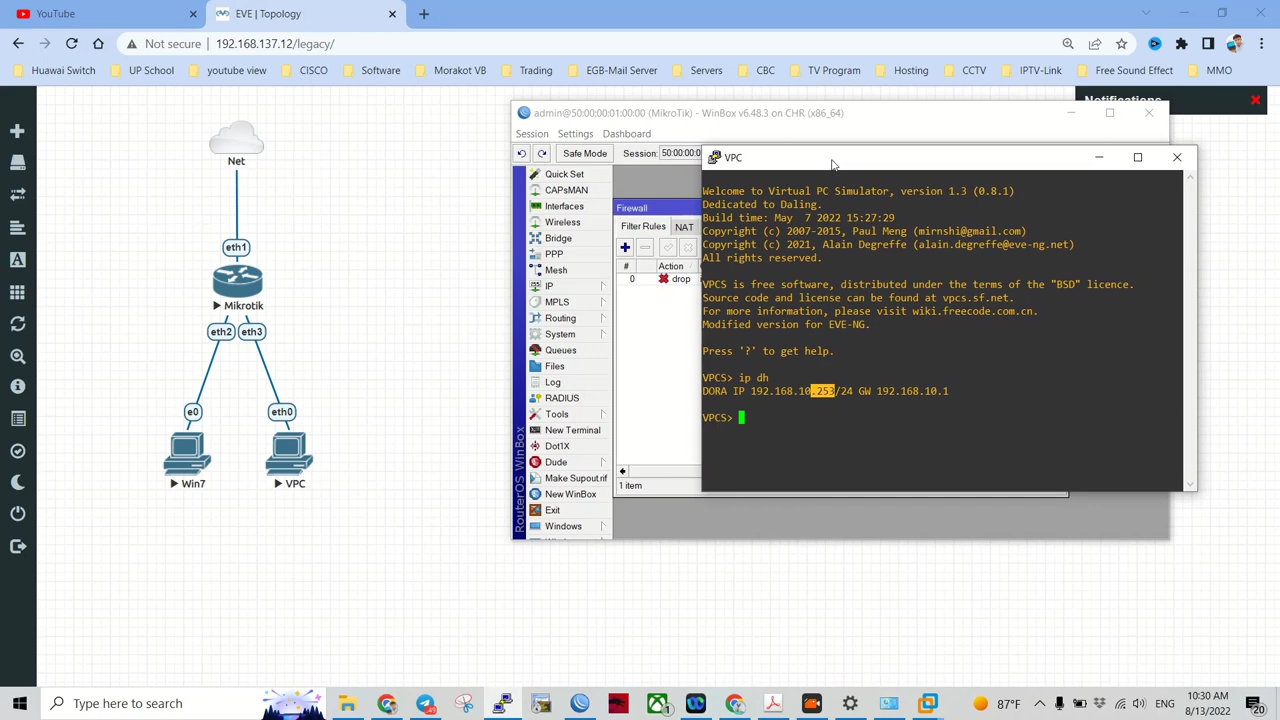 YouTube
EVE | Topology
Not secure
192.168.137.12/legacy/
Huawai Switch
UP School
youtube view
CISCO
Software
Morakot VB
Trading
EGB-Mail Server
Servers
CBC
TV Program
Hosting
CCTV
IPTV-Link
Free Sound Effect
MMO
Notifications
Net
eth1
Mikrotik
eth2
eth3
e0
eth0
Win7
VPC
admin@50:00:00:01:00:00 (MikroTik) - WinBox v6.48.3 on CHR (x86_64)
Session
Settings
Dashboard
Safe Mode
Session:
50:00:00:0
RouterOS WinBox
Quick Set
CAPsMAN
Interfaces
Wireless
Bridge
PPP
Mesh
IP
MPLS
Routing
System
Queues
Files
Log
RADIUS
Tools
New Terminal
Dot1X
Dude
Make Supout.rif
New WinBox
Exit
Windows
Firewall
Filter Rules
NAT
#
Action
0
drop
1 item
VPC
Welcome to Virtual PC Simulator, version 1.3 (0.8.1)
Dedicated to Daling.
Build time: May  7 2022 15:27:29
Copyright (c) 2007-2015, Paul Meng (mirnshi@gmail.com)
Copyright (c) 2021, Alain Degreffe (alain.degreffe@eve-ng.net)
All rights reserved.
VPCS is free software, distributed under the terms of the "BSD" licence.
Source code and license can be found at vpcs.sf.net.
For more information, please visit wiki.freecode.com.cn.
Modified version for EVE-NG.
Press '?' to get help.
VPCS> ip dh
DORA IP 192.168.10.253/24 GW 192.168.10.1
VPCS>
Type here to search
87°F
ENG
10:30 AM
8/13/2022
20